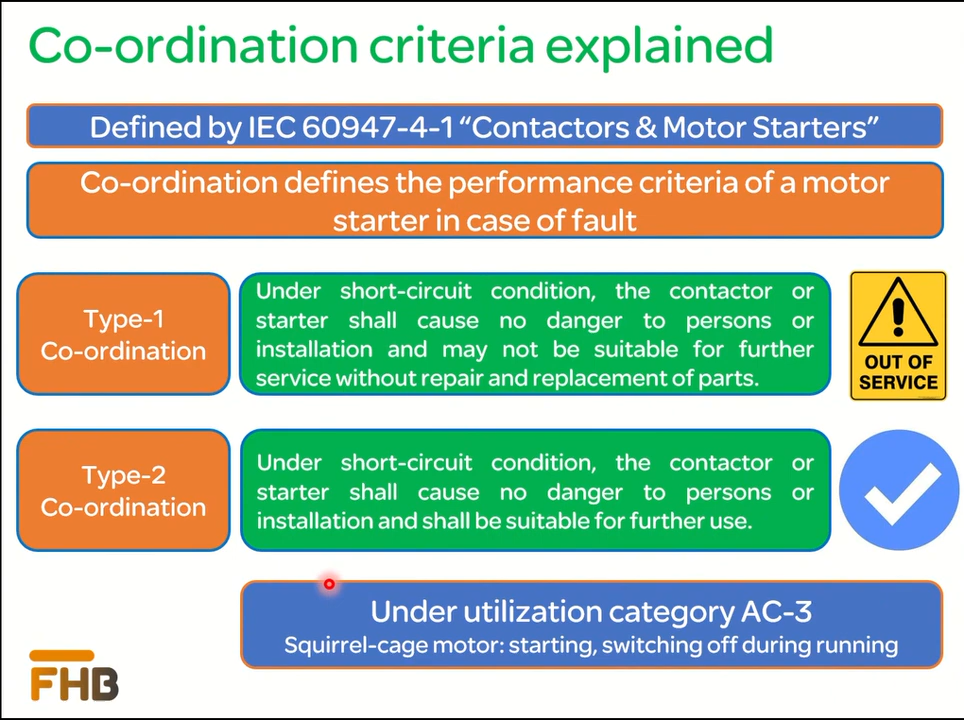 Co-ordination criteria explained
Defined by IEC 60947-4-1 “Contactors & Motor Starters”
Co-ordination defines the performance criteria of a motor
starter in case of fault
Type-1
Co-ordination
Under short-circuit condition, the contactor or
starter shall cause no danger to persons or
installation and may not be suitable for further
service without repair and replacement of parts.
OUT OF
SERVICE
Type-2
Co-ordination
Under short-circuit condition, the contactor or
starter shall cause no danger to persons or
installation and shall be suitable for further use.
Under utilization category AC-3
Squirrel-cage motor: starting, switching off during running
FHB